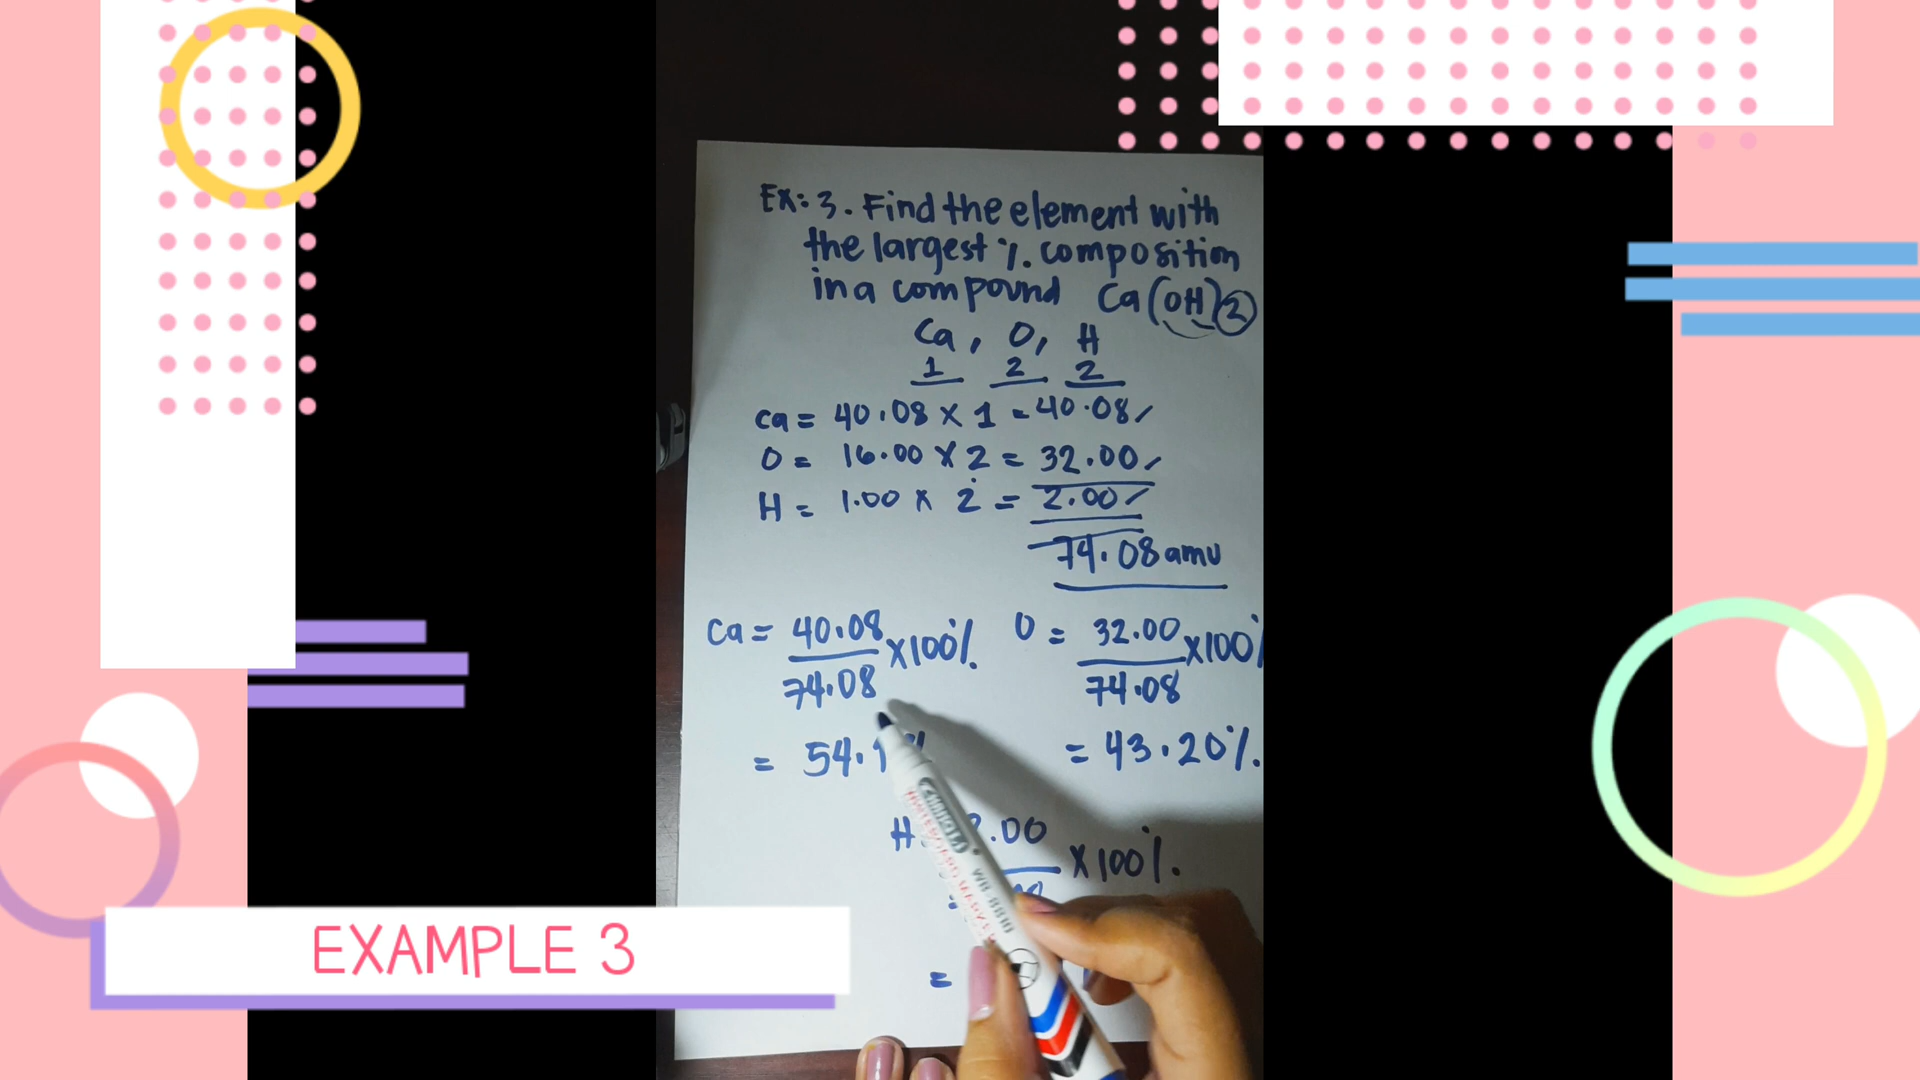 Ex: 3. Find the element with
the largest % composition
in a compound Ca(OH)2
Ca, O, H
1 2 2
Ca = 40.08 x 1 = 40.08
O = 16.00 x 2 = 32.00
H = 1.00 x 2 = 2.00
74.08 amu
Ca = 40.08 x100% O = 32.00 x100%
74.08 74.08
= 54.1 = 43.20%.
H .00 x100%.
=
WB-8810
EXAMPLE 3